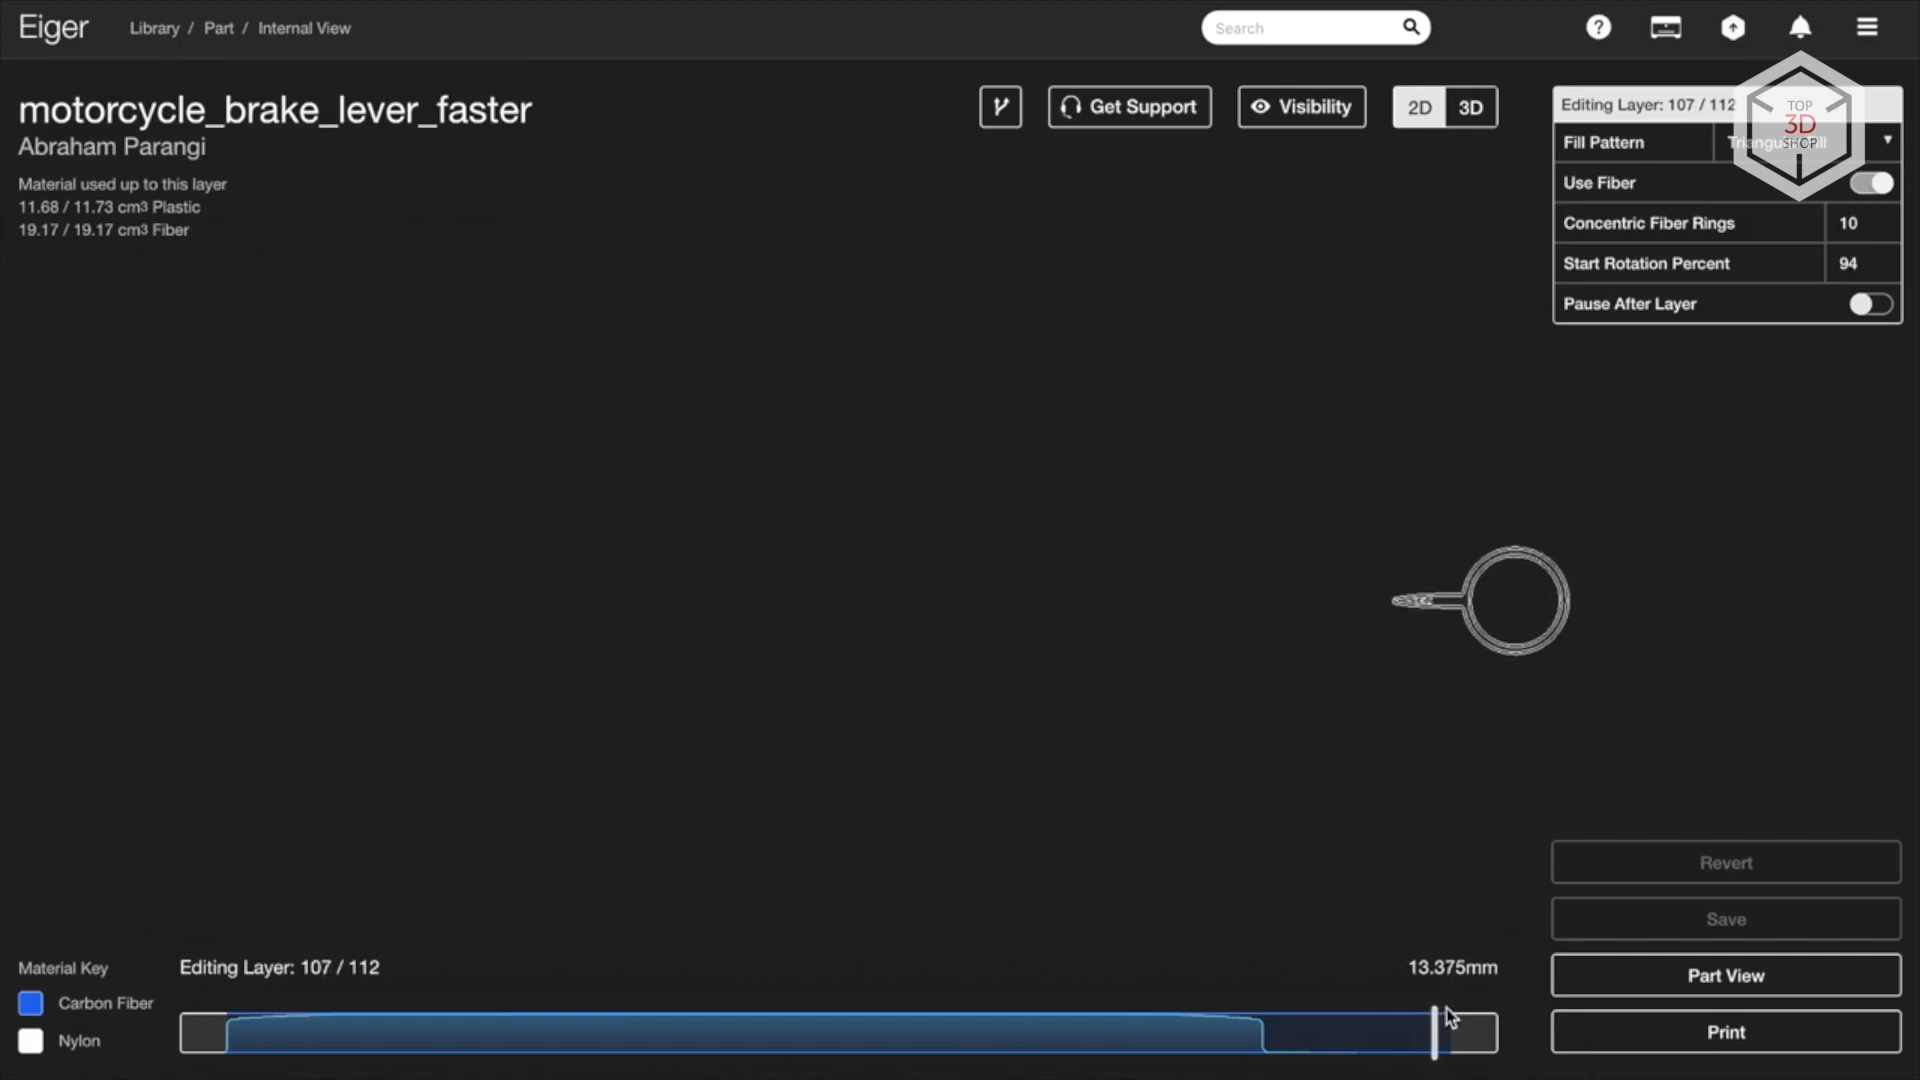 Eiger
Library / Part / Internal View
Search
motorcycle_brake_lever_faster
Abraham Parangi
Material used up to this layer
11.68 / 11.73 cm3 Plastic
19.17 / 19.17 cm3 Fiber
Get Support
Visibility
2D 3D
Editing Layer: 107 / 112
TOP
3D
SHOP
Fill Pattern
Use Fiber
Concentric Fiber Rings 10
Start Rotation Percent 94
Pause After Layer
Revert
Save
Part View
Print
Material Key
Carbon Fiber
Nylon
Editing Layer: 107 / 112
13.375mm